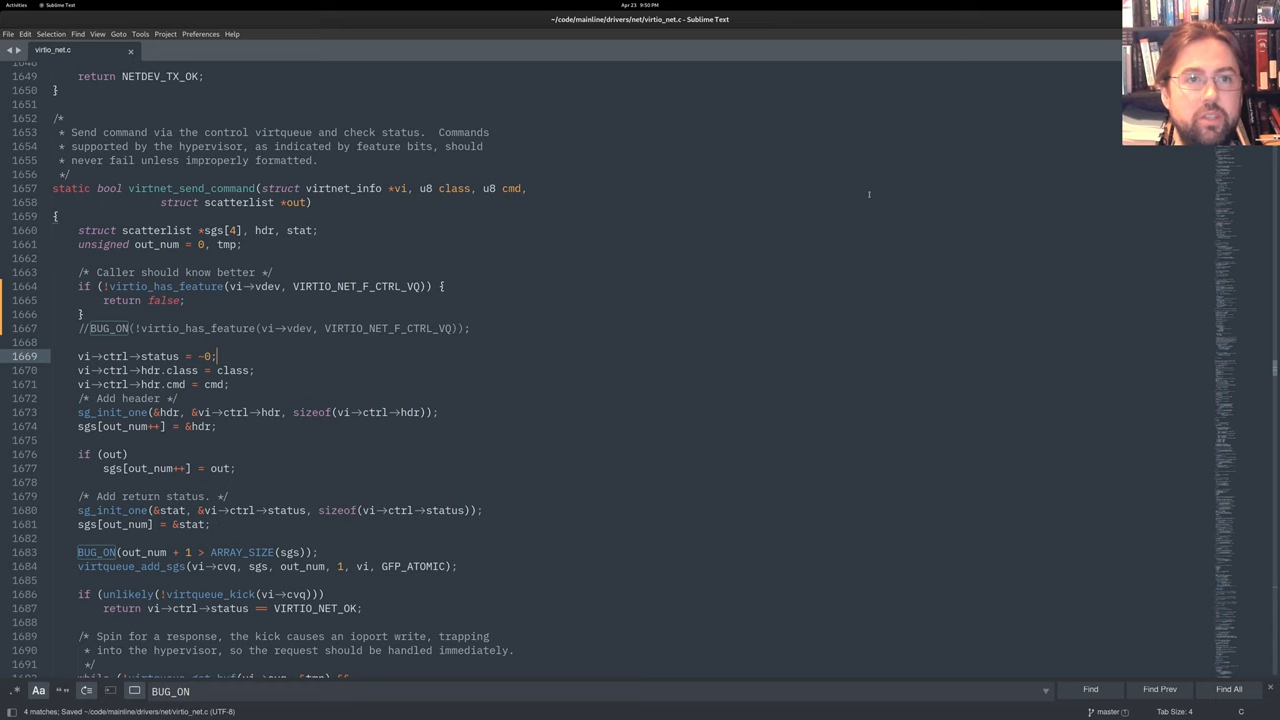 Activities
Sublime Text
Apr 23 9:50 PM
~/code/mainline/drivers/net/virtio_net.c - Sublime Text
File Edit Selection Find View Goto Tools Project Preferences Help
virtio_net.c
1648
1649 return NETDEV_TX_OK;
1650 }
1651
1652 /*
1653 * Send command via the control virtqueue and check status. Commands
1654 * supported by the hypervisor, as indicated by feature bits, should
1655 * never fail unless improperly formatted.
1656 */
1657 static bool virtnet_send_command(struct virtnet_info *vi, u8 class, u8 cmd,
1658 struct scatterlist *out)
1659 {
1660 struct scatterlist *sgs[4], hdr, stat;
1661 unsigned out_num = 0, tmp;
1662
1663 /* Caller should know better */
1664 if (!virtio_has_feature(vi->vdev, VIRTIO_NET_F_CTRL_VQ)) {
1665 return false;
1666 }
1667 //BUG_ON(!virtio_has_feature(vi->vdev, VIRTIO_NET_F_CTRL_VQ));
1668
1669 vi->ctrl->status = ~0;
1670 vi->ctrl->hdr.class = class;
1671 vi->ctrl->hdr.cmd = cmd;
1672 /* Add header */
1673 sg_init_one(&hdr, &vi->ctrl->hdr, sizeof(vi->ctrl->hdr));
1674 sgs[out_num++] = &hdr;
1675
1676 if (out)
1677 sgs[out_num++] = out;
1678
1679 /* Add return status. */
1680 sg_init_one(&stat, &vi->ctrl->status, sizeof(vi->ctrl->status));
1681 sgs[out_num] = &stat;
1682
1683 BUG_ON(out_num + 1 > ARRAY_SIZE(sgs));
1684 virtqueue_add_sgs(vi->cvq, sgs, out_num, 1, vi, GFP_ATOMIC);
1685
1686 if (unlikely(!virtqueue_kick(vi->cvq)))
1687 return vi->ctrl->status == VIRTIO_NET_OK;
1688
1689 /* Spin for a response, the kick causes an ioport write, trapping
1690 * into the hypervisor, so the request should be handled immediately.
1691 */
while (!virtqueue_get_buf(vi->cvq, &tmp) &&
.* Aa “” BUG_ON Find Find Prev Find All
4 matches; Saved ~/code/mainline/drivers/net/virtio_net.c (UTF-8) master Tab Size: 4 C